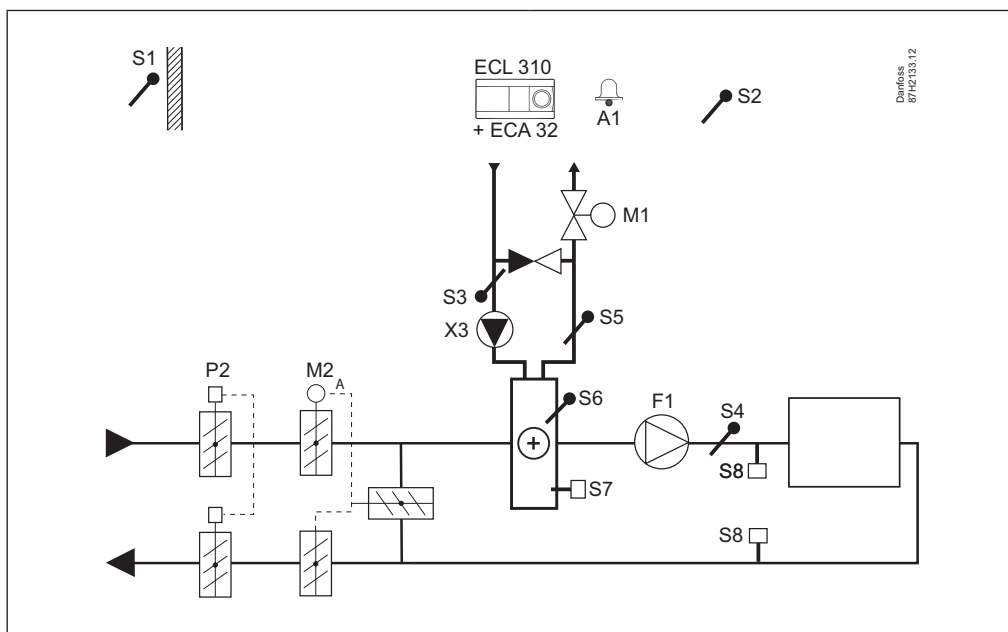 S1
ECL 310
+ ECA 32
A1
S2
Danfoss
87H2133.12
M1
S3
S5
X3
P2
M2
A
S6
F1
S4
S8
S7
S8